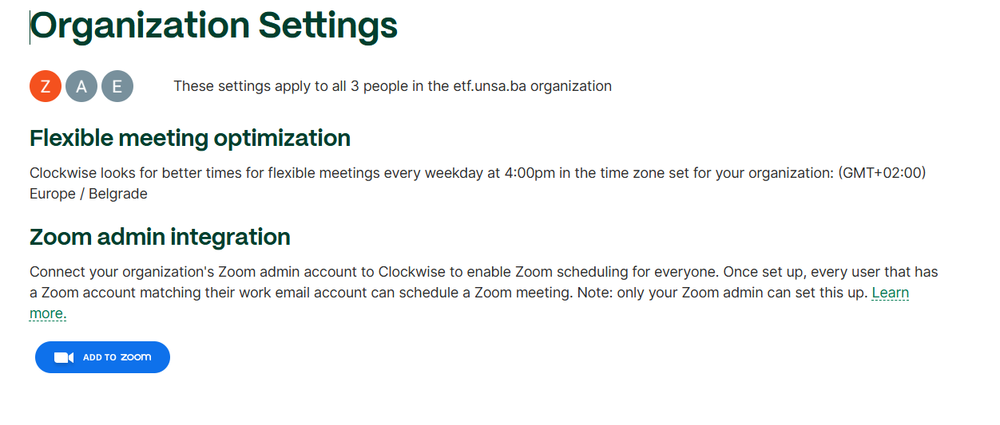 Organization Settings
Z A E These settings apply to all 3 people in the etf.unsa.ba organization
Flexible meeting optimization
Clockwise looks for better times for flexible meetings every weekday at 4:00pm in the time zone set for your organization: (GMT+02:00)
Europe / Belgrade
Zoom admin integration
Connect your organization's Zoom admin account to Clockwise to enable Zoom scheduling for everyone. Once set up, every user that has
a Zoom account matching their work email account can schedule a Zoom meeting. Note: only your Zoom admin can set this up. Learn
more.
ADD TO zoom